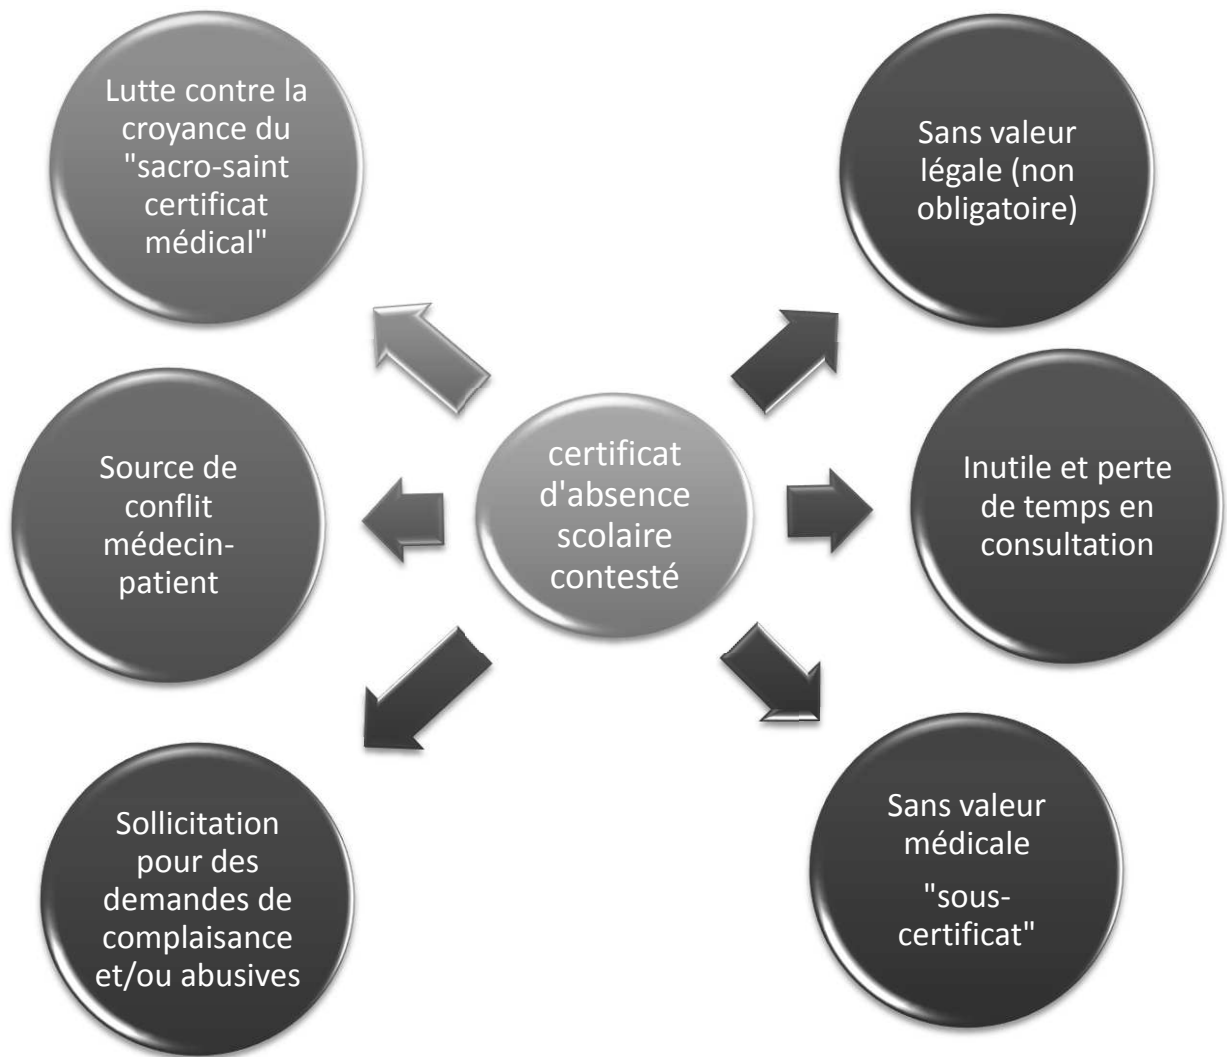 Lutte contre la
croyance du
"sacro-saint
certificat
médical"
Sans valeur
légale (non
obligatoire)
Source de
conflit
médecin-
patient
certificat
d'absence
scolaire
contesté
Inutile et perte
de temps en
consultation
Sollicitation
pour des
demandes de
complaisance
et/ou abusives
Sans valeur
médicale
"sous-
certificat"